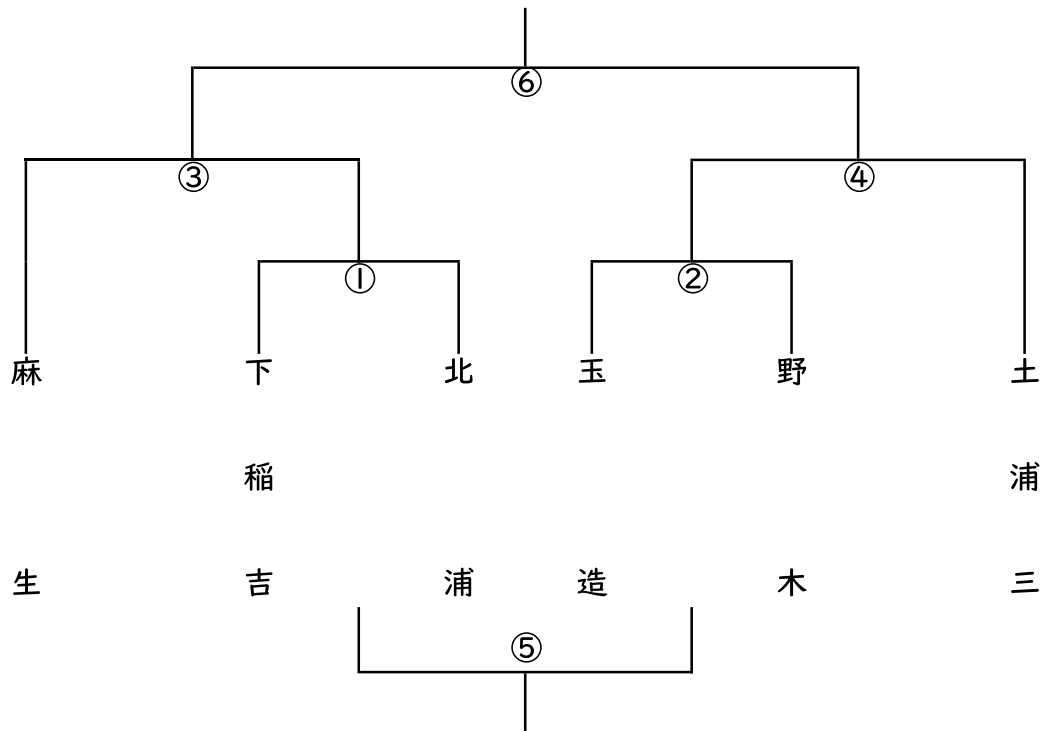 ⑥
③
④
①
②
麻生
下稲吉
北浦
玉造
野木
土浦三
⑤